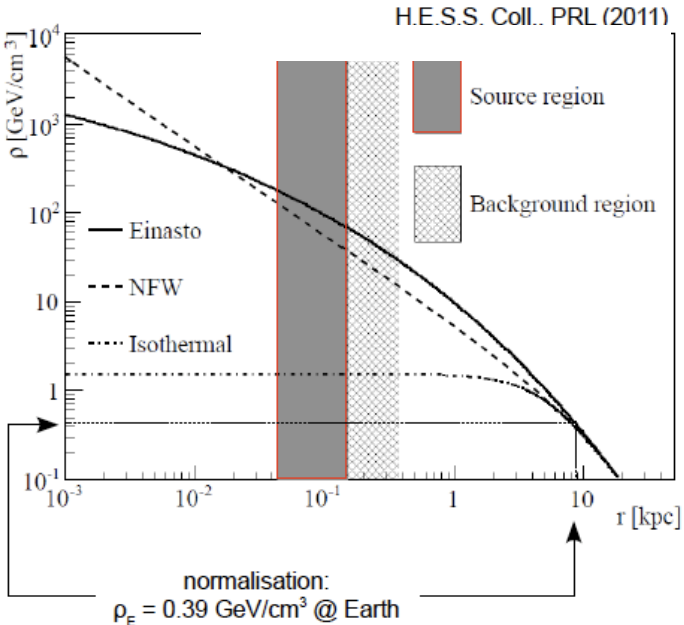 H.E.S.S. Coll., PRL (2011)
ρ [GeV/cm³]
10⁴
10³
10²
10
1
10⁻¹
Source region
Background region
Einasto
NFW
Isothermal
10⁻³
10⁻²
10⁻¹
1
10
r [kpc]
normalisation:
ρ_E = 0.39 GeV/cm³ @ Earth